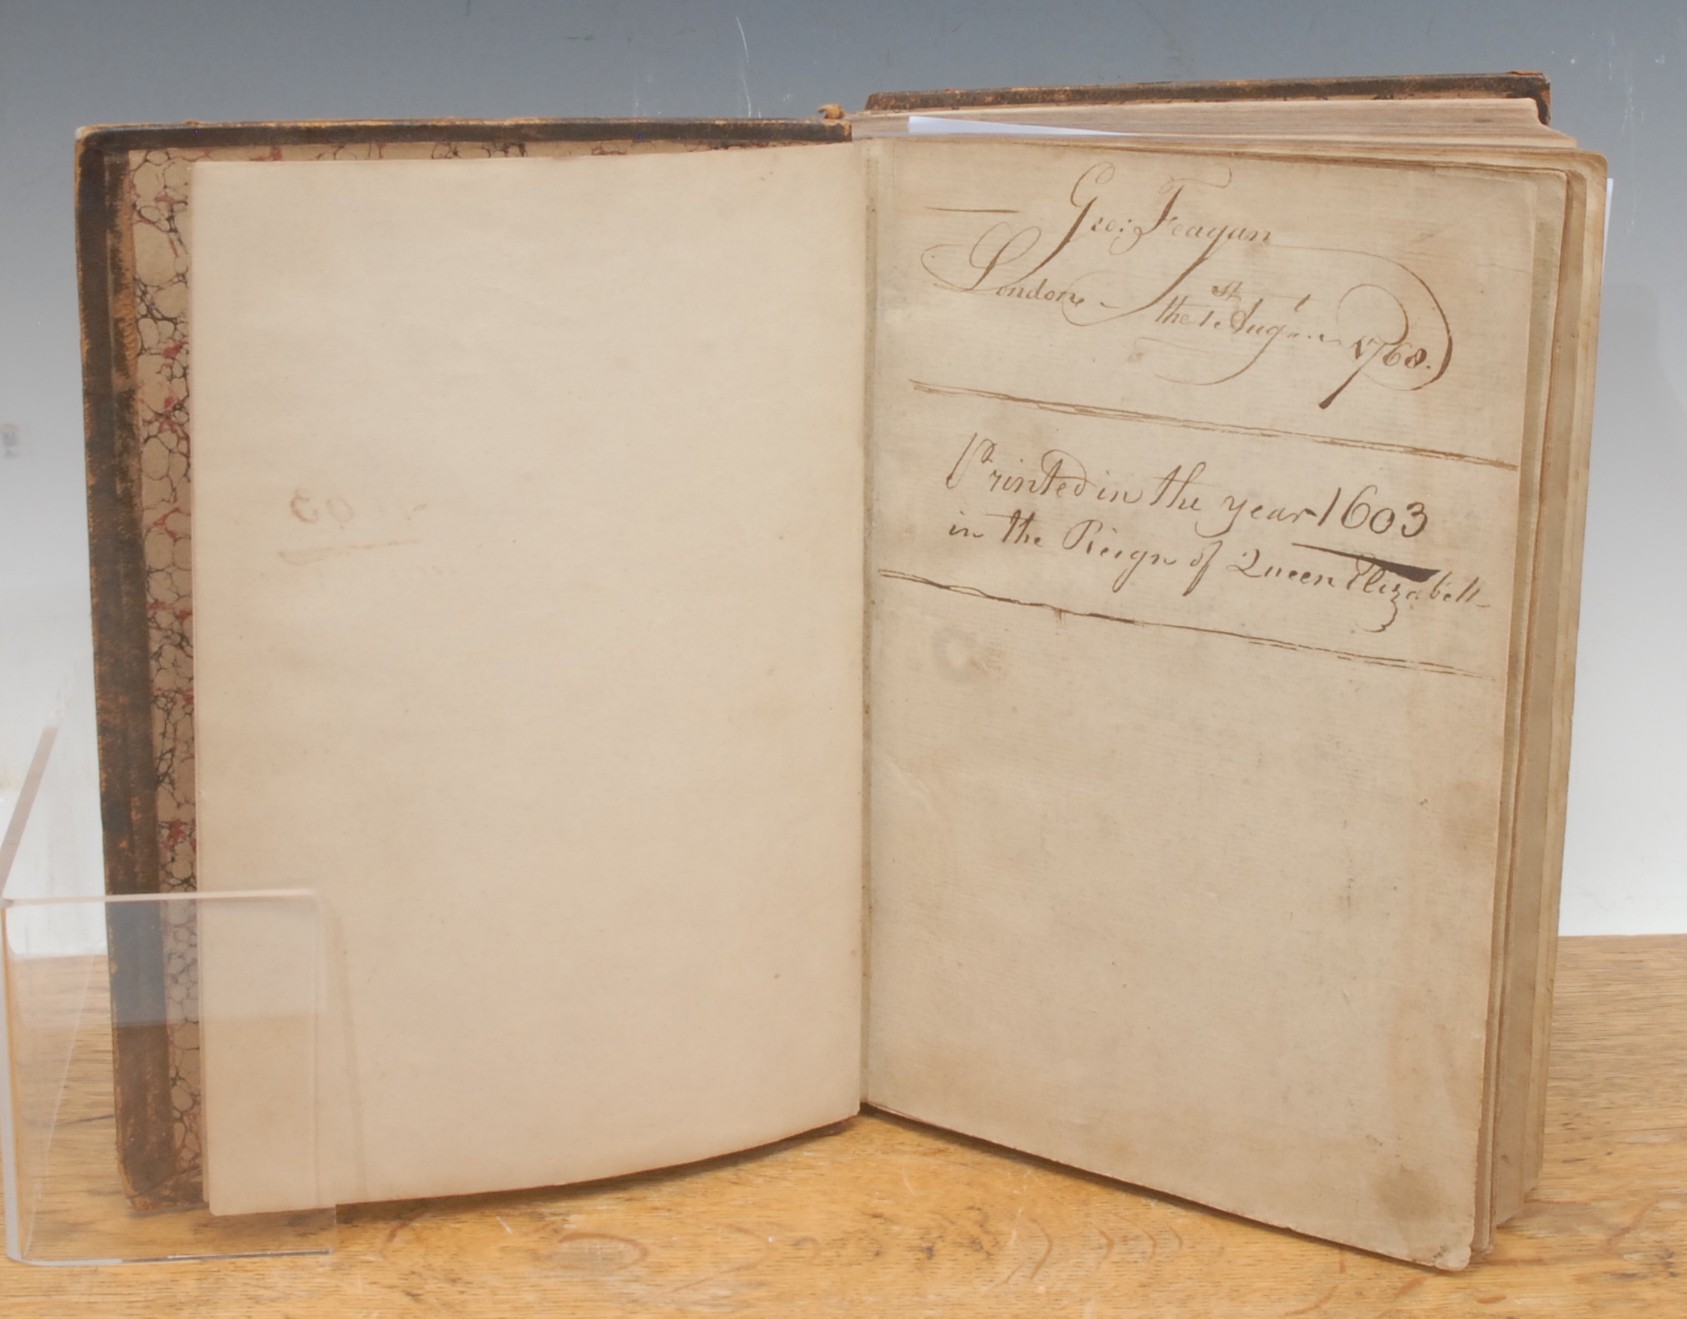 Geo: Feagan
London the 1st Augt 1768.
Printed in the year 1603
in the Reign of Queen Elizabeth